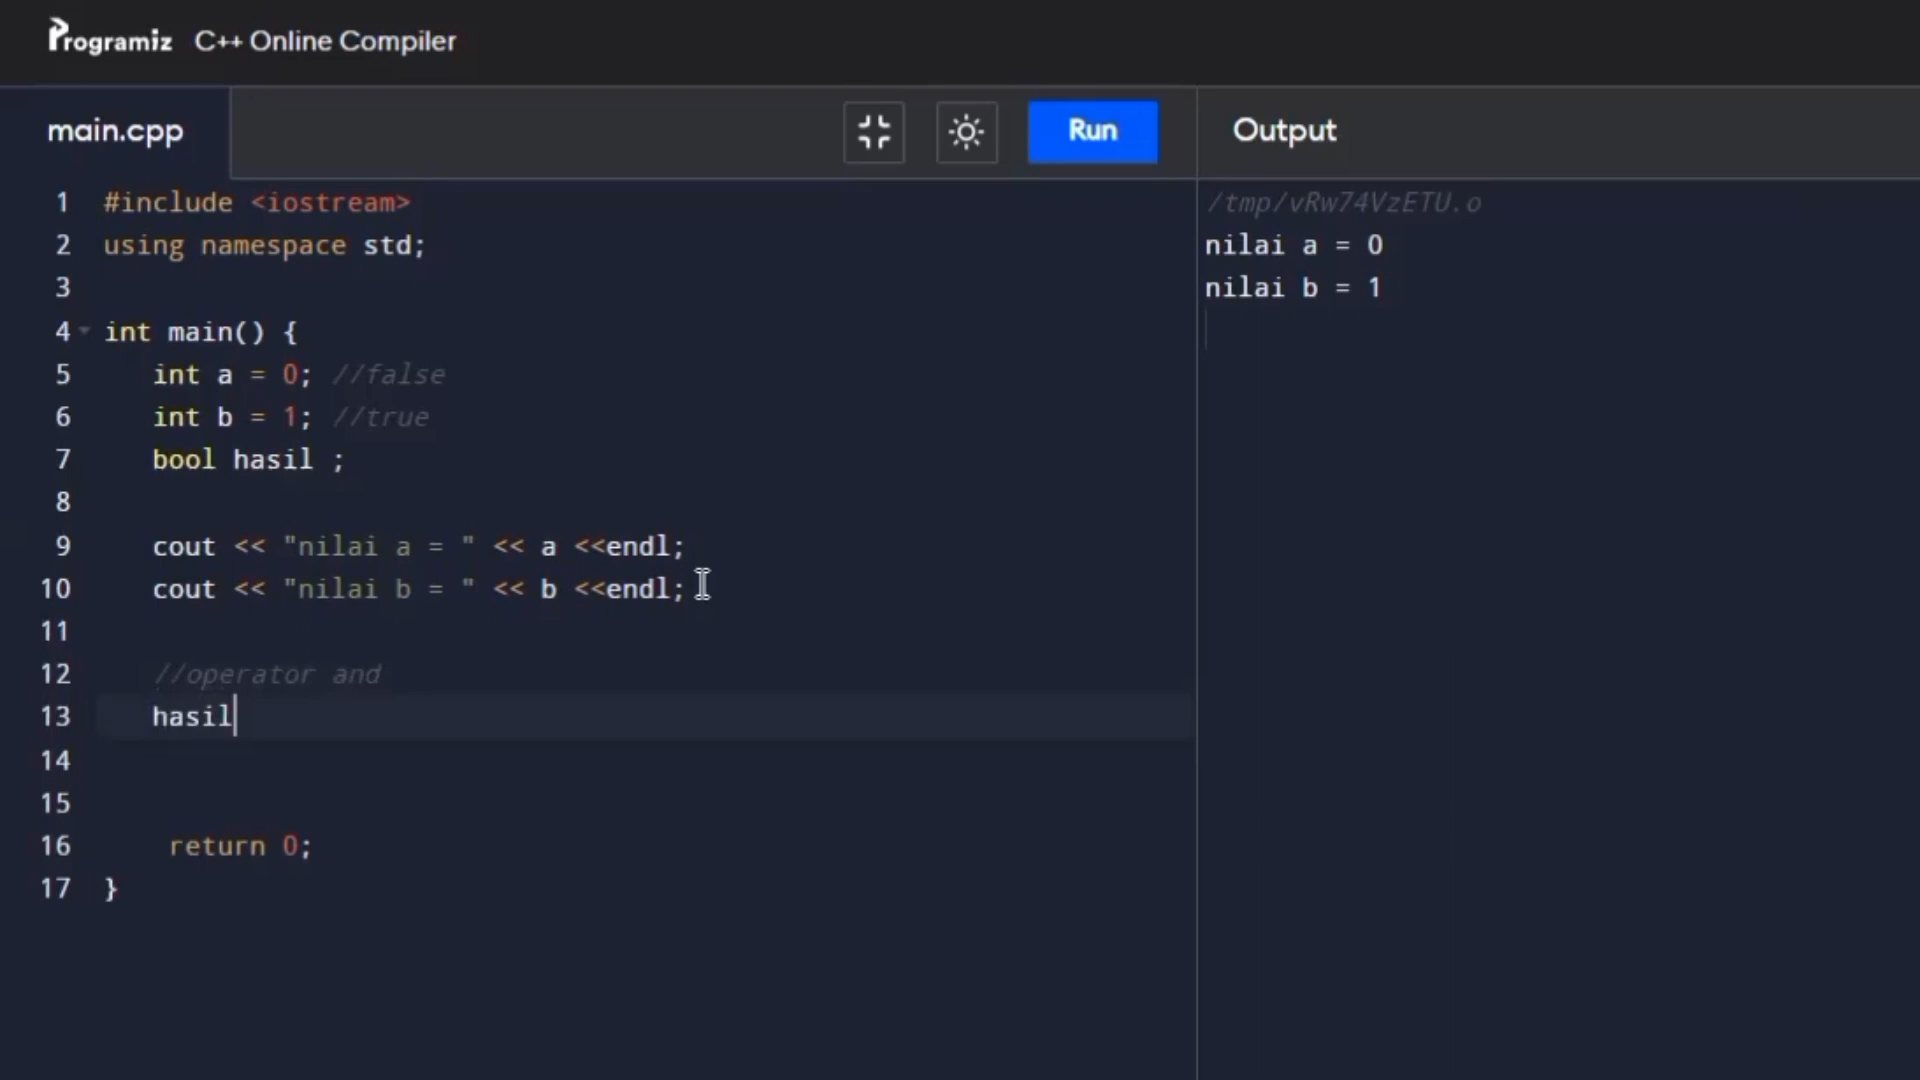 Programiz C++ Online Compiler
main.cpp
Run
Output
1 #include <iostream>
2 using namespace std;
3
4 int main() {
5 int a = 0; //false
6 int b = 1; //true
7 bool hasil ;
8
9 cout << "nilai a = " << a <<endl;
10 cout << "nilai b = " << b <<endl;
11
12 //operator and
13 hasil
14
15
16 return 0;
17 }
/tmp/vRw74VzETU.o
nilai a = 0
nilai b = 1